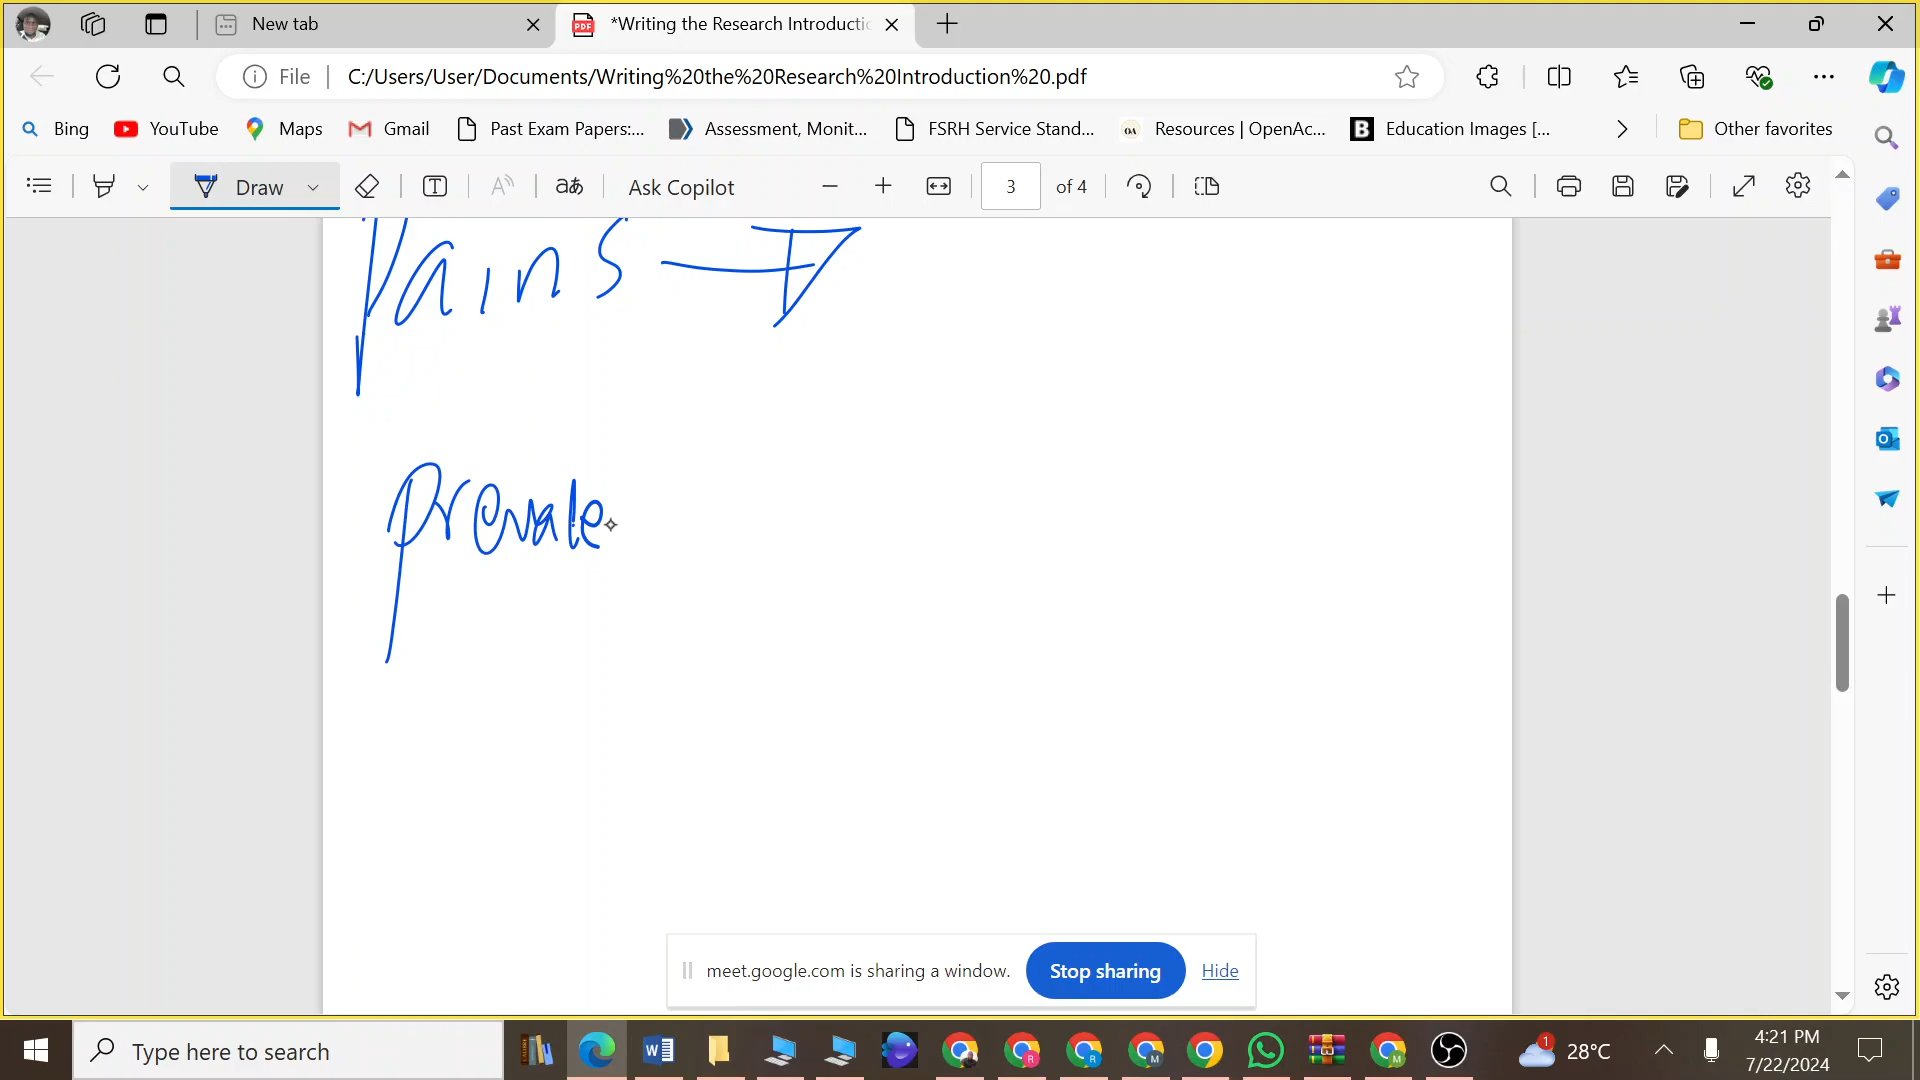 New tab
*Writing the Research Introductic
File
C:/Users/User/Documents/Writing%20the%20Research%20Introduction%20.pdf
Bing
YouTube
Maps
Gmail
Past Exam Papers:...
Assessment, Monit...
FSRH Service Stand...
Resources | OpenAc...
Education Images [...
Other favorites
Draw
Ask Copilot
3
of 4
Pains
prevale
meet.google.com is sharing a window.
Stop sharing
Hide
Type here to search
1
28°C
4:21 PM
7/22/2024